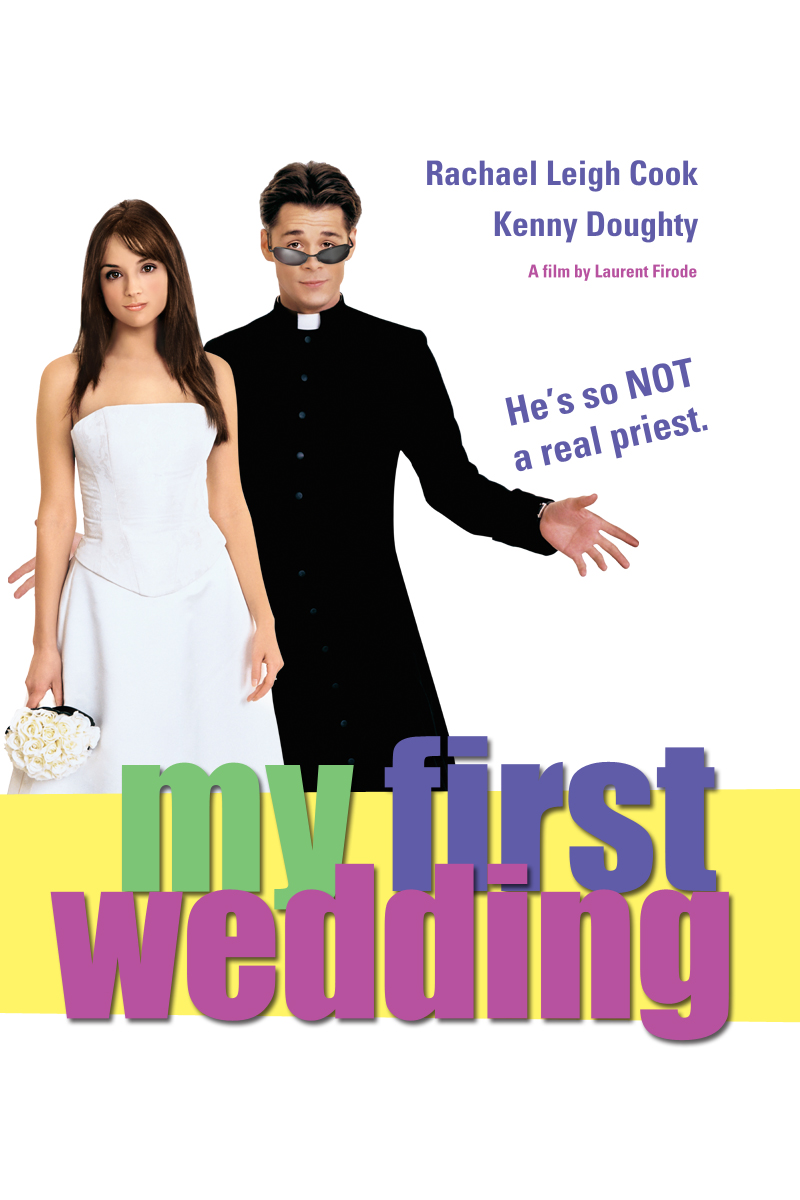 Rachael Leigh Cook
Kenny Doughty
A film by Laurent Firode
He's so NOT
a real priest.
my first
wedding